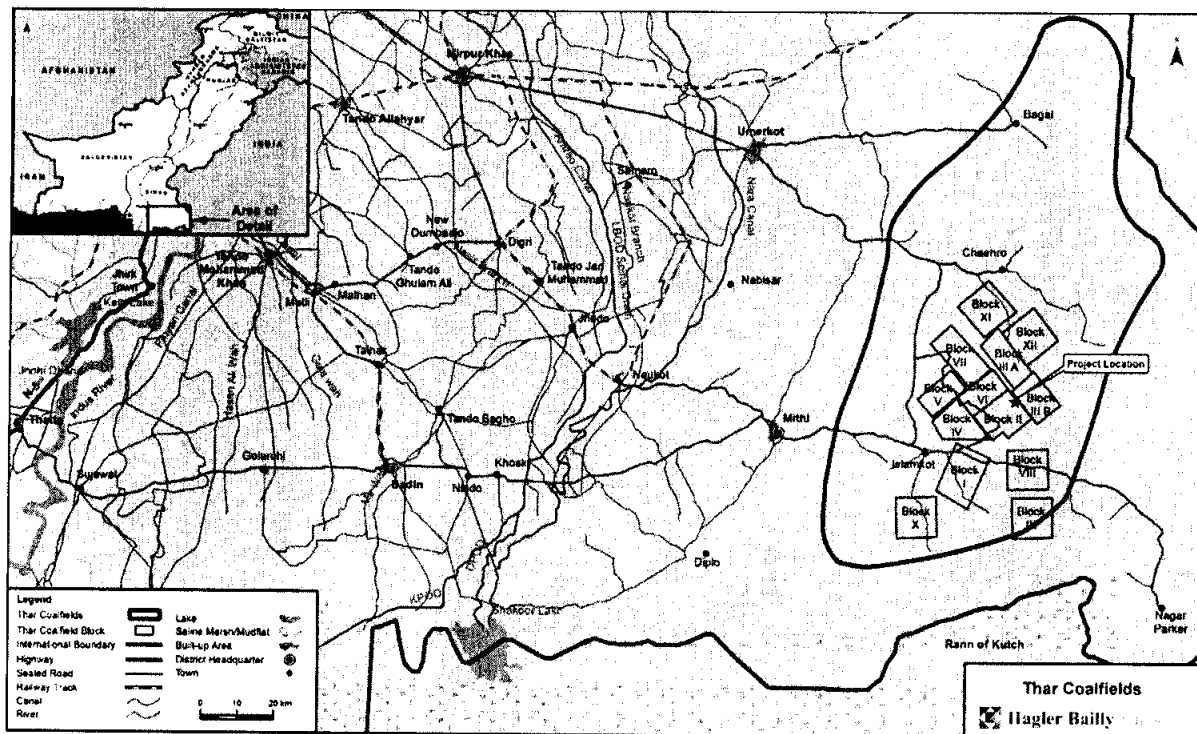 AFGHANISTAN
INDIA
IRAN
Area of
Detail
Mirpur Khas
Tando Allahyar
Umerkot
Bagal
Samaro
Nara Canal
New
Dumbaalo
Digri
Chachro
Tando Jan
Muhammad
Tando
Ghulam Ali
Nabisar
Jhirk
Town
Matli
Malhan
Jhudo
Block
XI
Block
XII
Block
VII
Block
III A
Project Location
Talhar
Naukot
Block
V
Block
VI
Block
III B
Block II
Block
IV
Indus River
Thatta
Tando Bagho
Mithi
Islamkot
Block
I
Block
VIII
Golarchi
Khoski
Sujawal
Badin
Nindo
Block
X
Block
Diplo
KPOD
Shakoor Lake
Nagar
Parker
Rann of Kutch
Legend
Thar Coalfields
Thar Coalfield Block
International Boundary
Highway
Sealed Road
Railway Track
Canal
River
Lake
Saline Marsh/Mudflat
Built-up Area
District Headquarter
Town
0 10 20 km
Thar Coalfields
Hagler Bailly